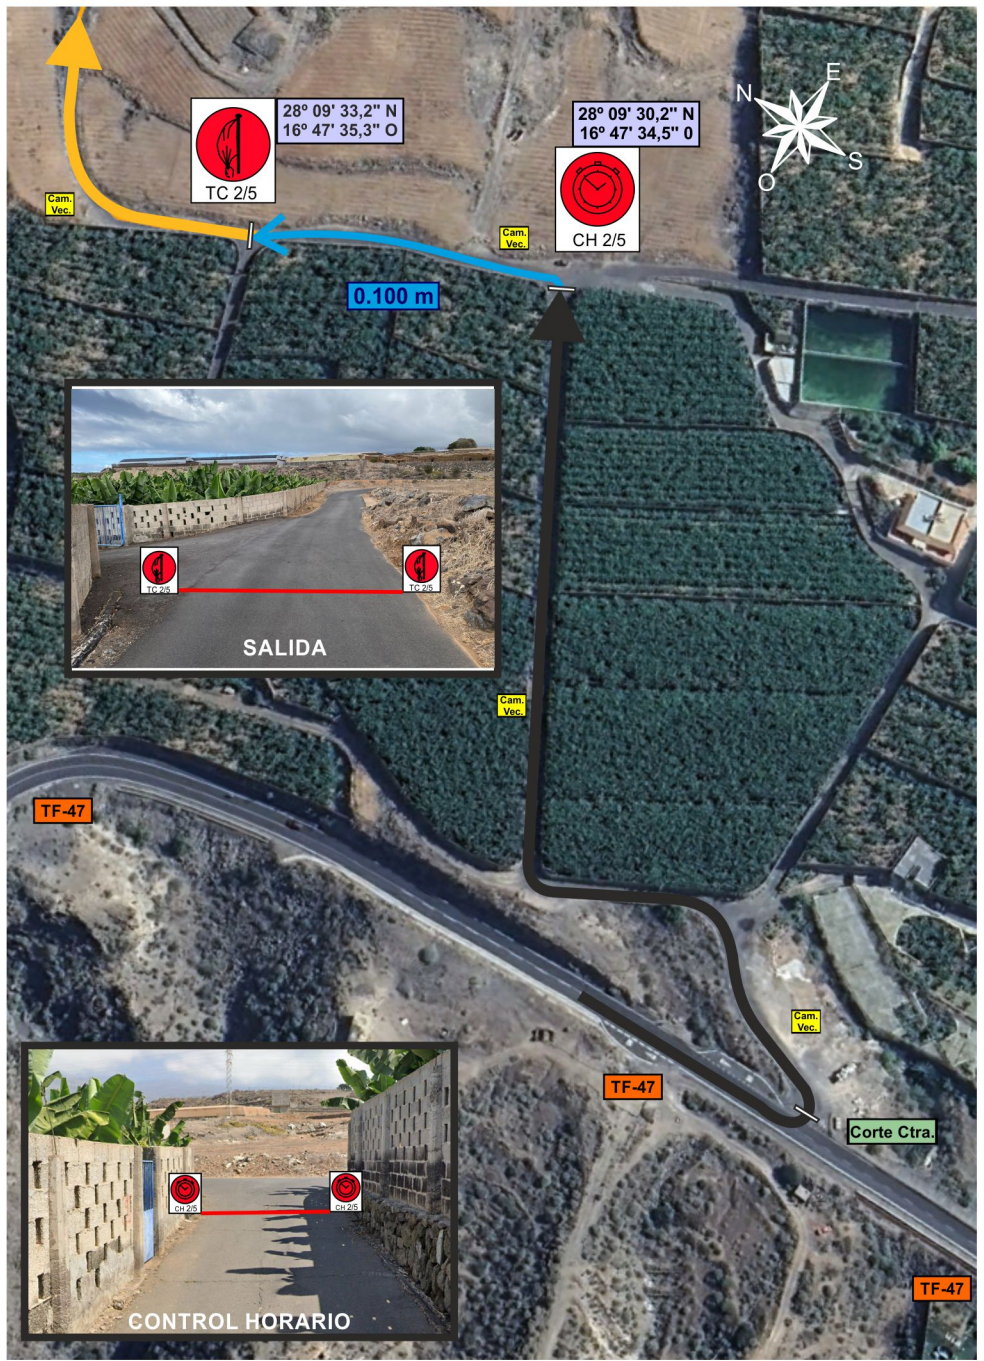 N
E
S
O
28º 09' 33,2" N
16º 47' 35,3" O
TC 2/5
28º 09' 30,2" N
16º 47' 34,5" 0
CH 2/5
Cam.
Vec.
Cam.
Vec.
0.100 m
TC 2/5
TC 2/5
SALIDA
Cam.
Vec.
TF-47
Cam.
Vec.
TF-47
Corte Ctra.
CH 2/5
CH 2/5
CONTROL HORARIO
TF-47